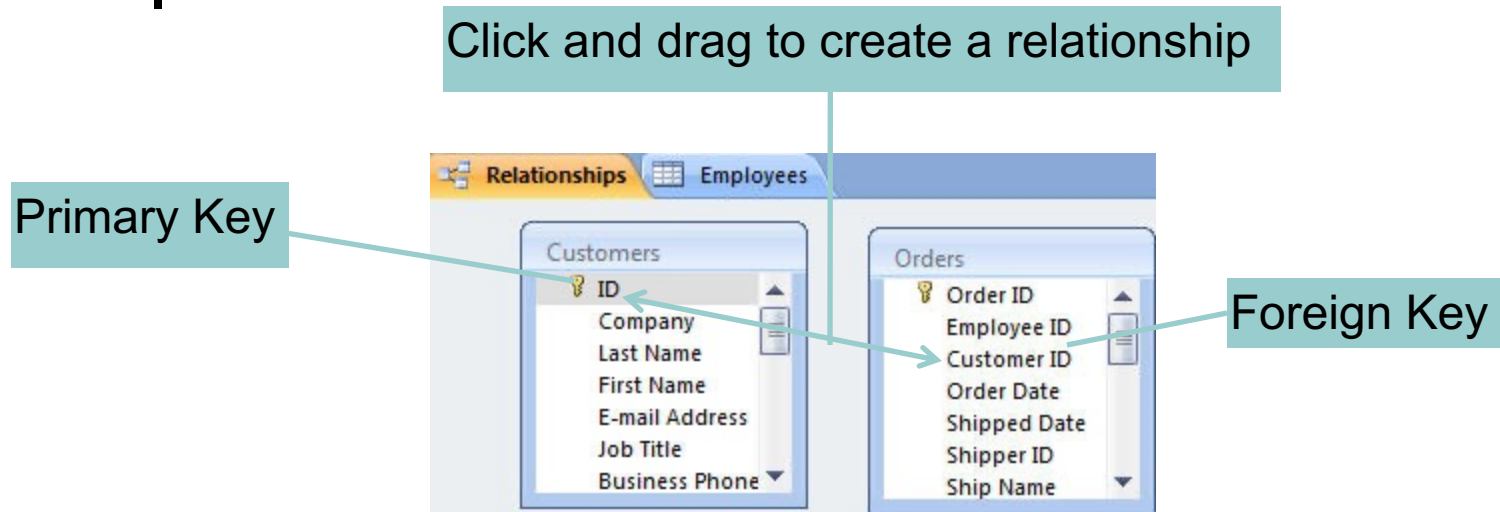 Click and drag to create a relationship
Relationships
Employees
Primary Key
Customers
ID
Company
Last Name
First Name
E-mail Address
Job Title
Business Phone
Orders
Order ID
Employee ID
Customer ID
Order Date
Shipped Date
Shipper ID
Ship Name
Foreign Key